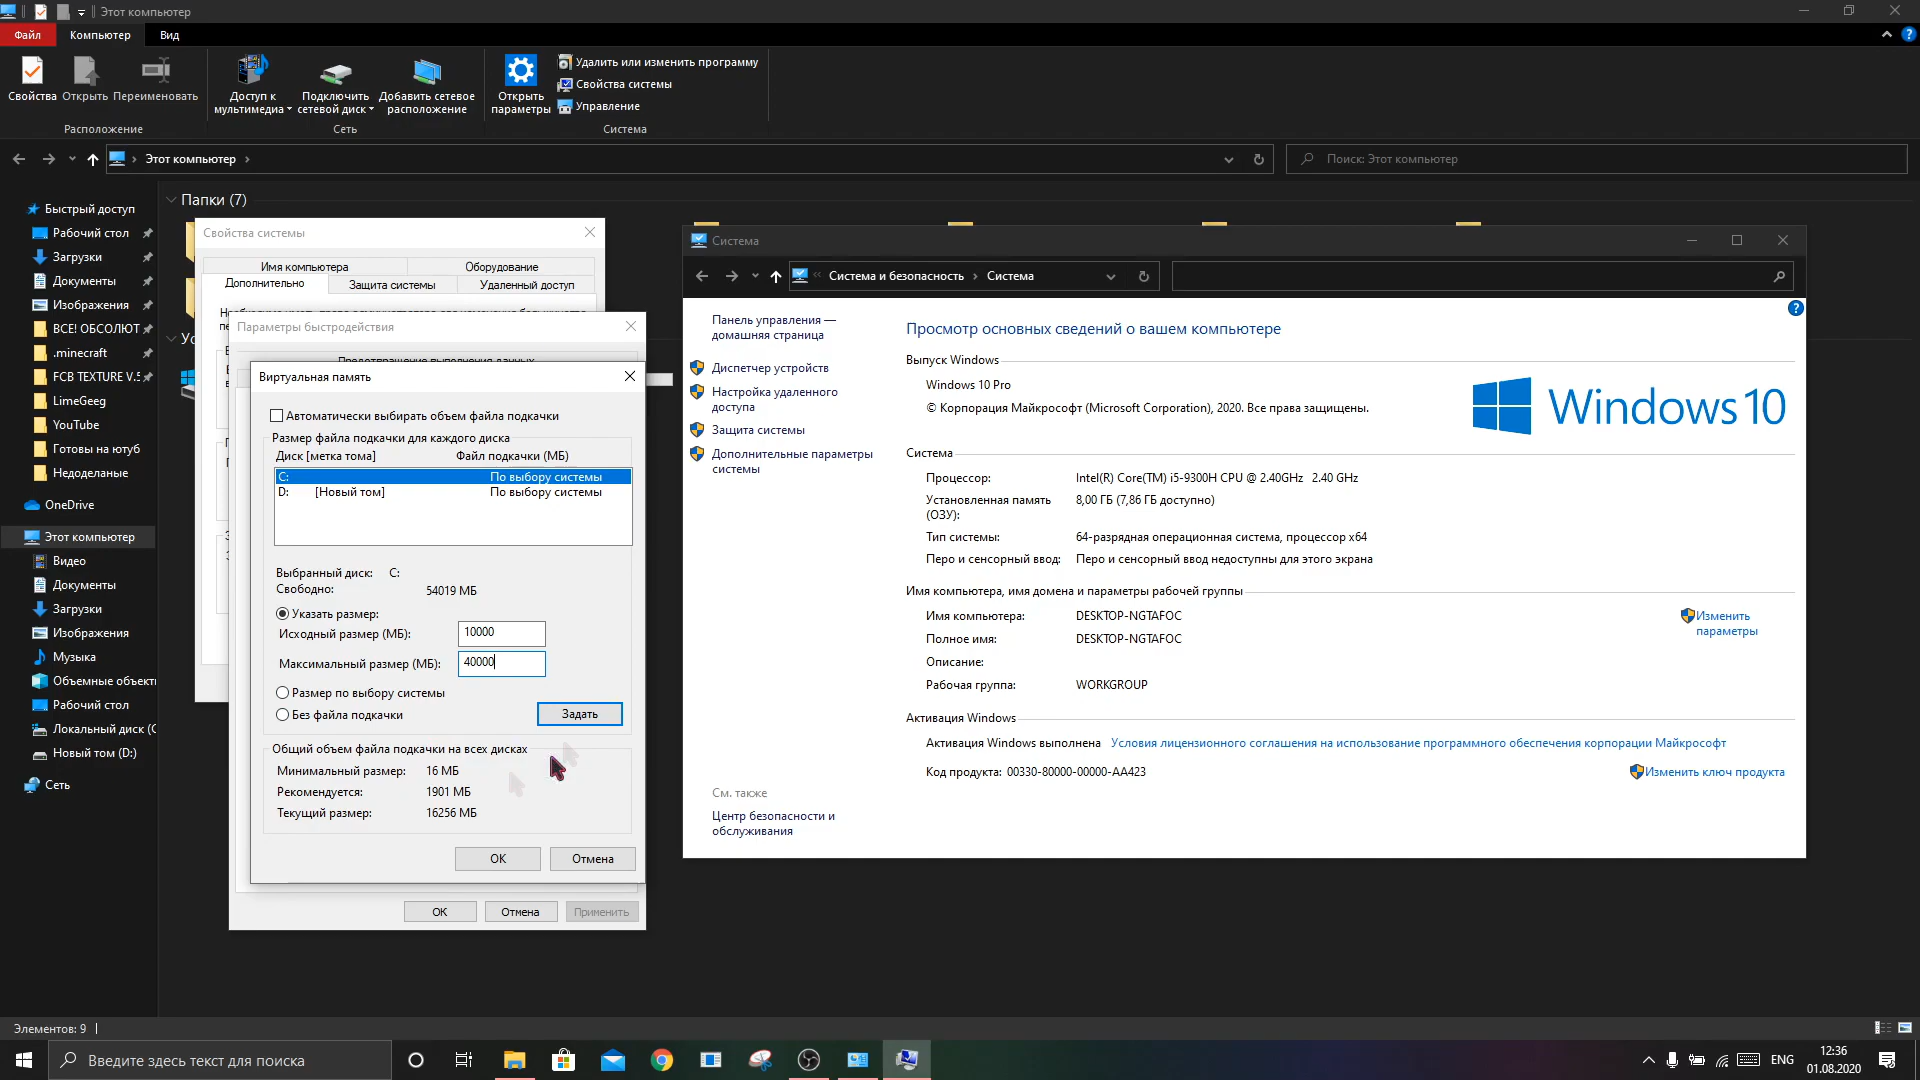 Этот компьютер
Файл
Компьютер
Вид
Свойства
Открыть
Переименовать
Доступ к мультимедиа
Подключить сетевой диск
Добавить сетевое расположение
Открыть параметры
Удалить или изменить программу
Свойства системы
Управление
Расположение
Сеть
Система
Этот компьютер
Поиск: Этот компьютер
Быстрый доступ
Рабочий стол
Загрузки
Документы
Изображения
ВСЕ! ОБСОЛЮТ
.minecraft
FCB TEXTURE V.5
LimeGeeg
YouTube
Готовы на ютуб
Недоделаные
OneDrive
Этот компьютер
Видео
Документы
Загрузки
Изображения
Музыка
Объемные объекть
Рабочий стол
Локальный диск (C
Новый том (D:)
Сеть
Папки (7)
Свойства системы
Имя компьютера
Оборудование
Дополнительно
Защита системы
Удаленный доступ
Параметры быстродействия
Виртуальная память
Автоматически выбирать объем файла подкачки
Размер файла подкачки для каждого диска
Диск [метка тома]
Файл подкачки (МБ)
C:
По выбору системы
D:
[Новый том]
По выбору системы
Выбранный диск:
C:
Свободно:
54019 МБ
Указать размер:
Исходный размер (МБ):
10000
Максимальный размер (МБ):
40000
Размер по выбору системы
Без файла подкачки
Задать
Общий объем файла подкачки на всех дисках
Минимальный размер:
16 МБ
Рекомендуется:
1901 МБ
Текущий размер:
16256 МБ
ОК
Отмена
ОК
Отмена
Применить
Система
Система и безопасность
Система
Панель управления —
домашняя страница
Диспетчер устройств
Настройка удаленного
доступа
Защита системы
Дополнительные параметры
системы
См. также
Центр безопасности и
обслуживания
Просмотр основных сведений о вашем компьютере
Выпуск Windows
Windows 10 Pro
© Корпорация Майкрософт (Microsoft Corporation), 2020. Все права защищены.
Windows 10
Система
Процессор:
Intel(R) Core(TM) i5-9300H CPU @ 2.40GHz 2.40 GHz
Установленная память
(ОЗУ):
8,00 ГБ (7,86 ГБ доступно)
Тип системы:
64-разрядная операционная система, процессор x64
Перо и сенсорный ввод:
Перо и сенсорный ввод недоступны для этого экрана
Имя компьютера, имя домена и параметры рабочей группы
Имя компьютера:
DESKTOP-NGTAFOC
Полное имя:
DESKTOP-NGTAFOC
Описание:
Рабочая группа:
WORKGROUP
Изменить
параметры
Активация Windows
Активация Windows выполнена
Условия лицензионного соглашения на использование программного обеспечения корпорации Майкрософт
Код продукта: 00330-80000-00000-AA423
Изменить ключ продукта
Элементов: 9
Введите здесь текст для поиска
ENG
12:36
01.08.2020